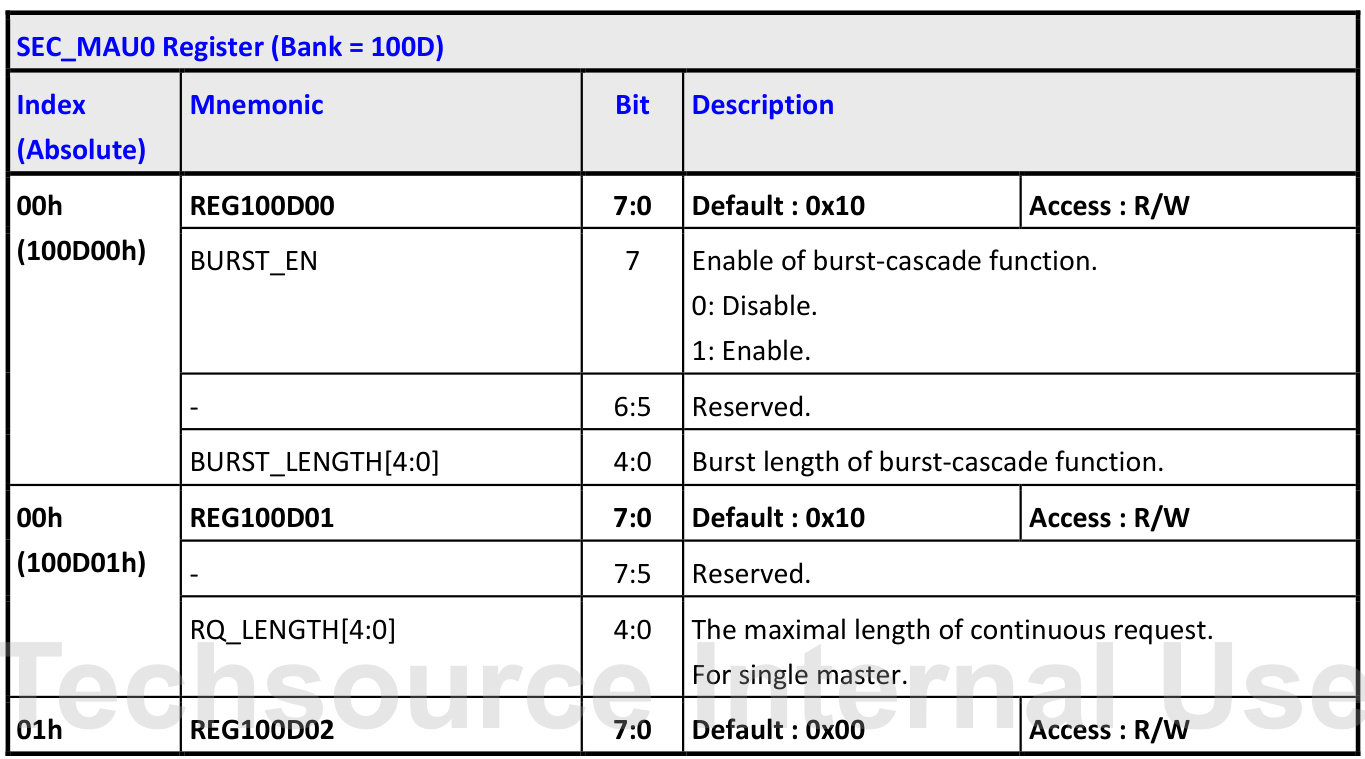 SEC_MAU0 Register (Bank = 100D)
Index (Absolute) Mnemonic Bit Description
00h (100D00h) REG100D00 7:0 Default : 0x10 Access : R/W
BURST_EN 7 Enable of burst-cascade function.
0: Disable.
1: Enable.
- 6:5 Reserved.
BURST_LENGTH[4:0] 4:0 Burst length of burst-cascade function.
00h (100D01h) REG100D01 7:0 Default : 0x10 Access : R/W
- 7:5 Reserved.
RQ_LENGTH[4:0] 4:0 The maximal length of continuous request.
For single master.
01h REG100D02 7:0 Default : 0x00 Access : R/W
Techsource Internal Use